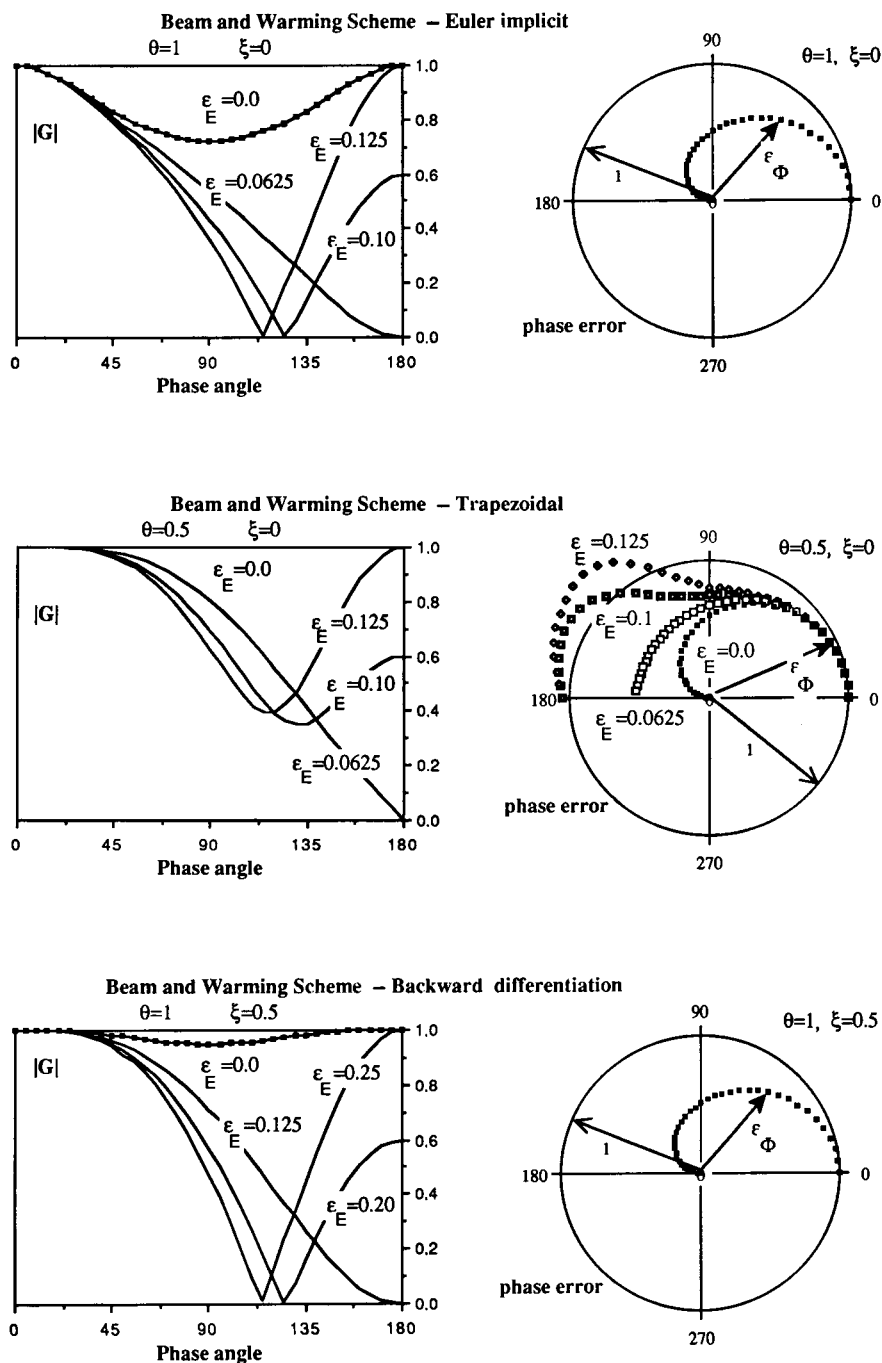 Beam and Warming Scheme – Euler implicit
θ=1 ξ=0
1.0
0.8
0.6
0.4
0.2
0.0
|G|
ε_E=0.0
ε_E=0.125
ε_E=0.0625
ε_E=0.10
0 45 90 135 180
Phase angle
90
θ=1, ξ=0
1
ε_Φ
180
0
0
phase error
270
Beam and Warming Scheme – Trapezoidal
θ=0.5 ξ=0
1.0
0.8
0.6
0.4
0.2
0.0
|G|
ε_E=0.0
ε_E=0.125
ε_E=0.10
ε_E=0.0625
0 45 90 135 180
Phase angle
90
θ=0.5, ξ=0
ε_E=0.125
ε_E=0.1
ε_E=0.0
ε_Φ
180
0
0
ε_E=0.0625
1
phase error
270
Beam and Warming Scheme – Backward differentiation
θ=1 ξ=0.5
1.0
0.8
0.6
0.4
0.2
0.0
|G|
ε_E=0.0
ε_E=0.25
ε_E=0.125
ε_E=0.20
0 45 90 135 180
Phase angle
90
θ=1, ξ=0.5
1
ε_Φ
180
0
0
phase error
270